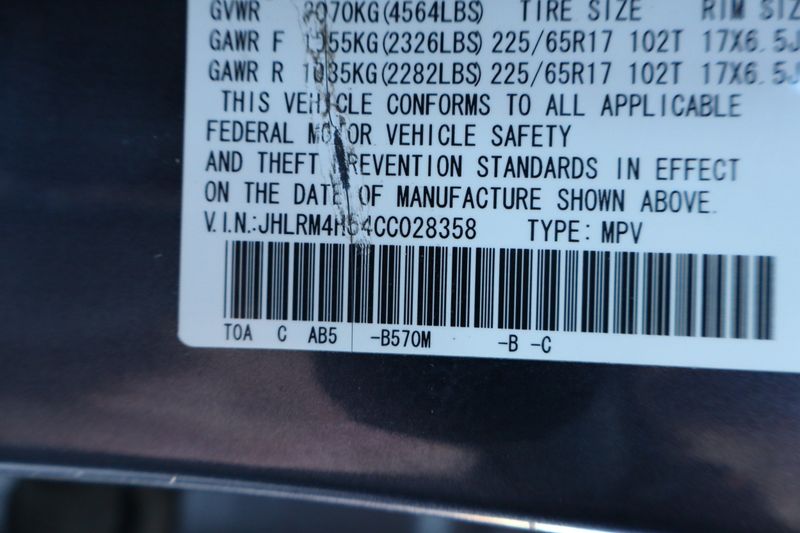 GVWR 2070KG(4564LBS) TIRE SIZE RIM SIZ
GAWR F 1055KG(2326LBS) 225/65R17 102T 17X6.5J
GAWR R 1035KG(2282LBS) 225/65R17 102T 17X6.5J
THIS VEHICLE CONFORMS TO ALL APPLICABLE
FEDERAL MOTOR VEHICLE SAFETY
AND THEFT PREVENTION STANDARDS IN EFFECT
ON THE DATE OF MANUFACTURE SHOWN ABOVE.
V.I.N.: TYPE: MPV
TOA C AB5 -B570M -B -C